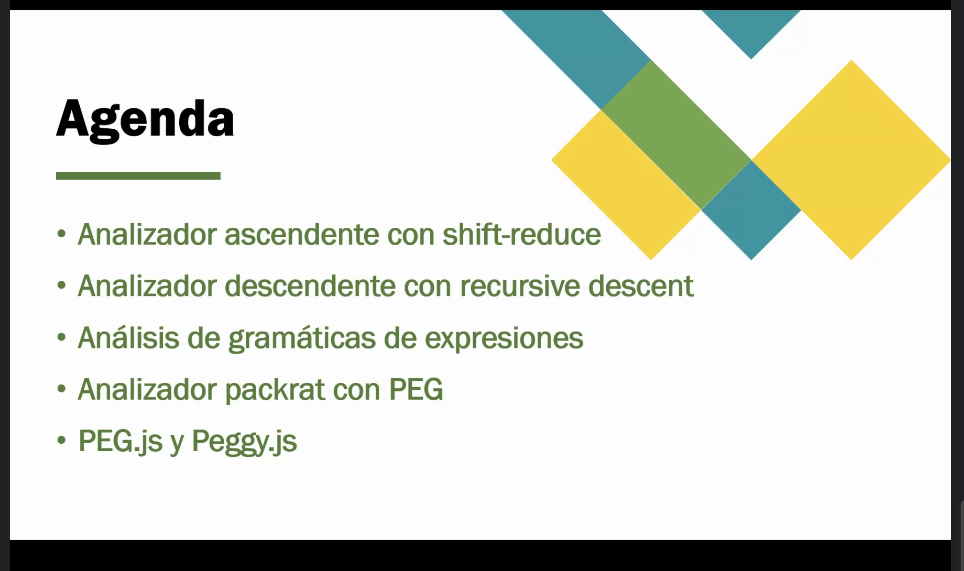 Agenda
• Analizador ascendente con shift-reduce
• Analizador descendente con recursive descent
• Análisis de gramáticas de expresiones
• Analizador packrat con PEG
• PEG.js y Peggy.js